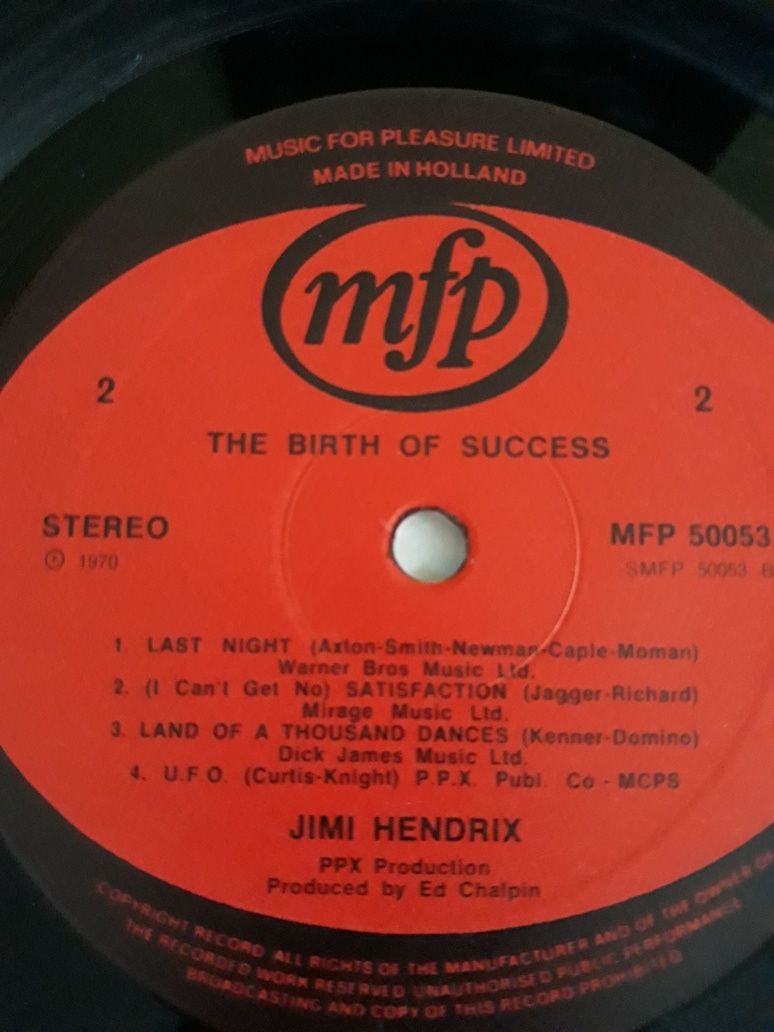 MUSIC FOR PLEASURE LIMITED
MADE IN HOLLAND
mfp
2 2
THE BIRTH OF SUCCESS
STEREO MFP 50053
Ⓟ 1970 SMFP 50053 B
1. LAST NIGHT (Axton-Smith-Newman-Caple-Moman)
Warner Bros Music Ltd.
2. (I Can't Get No) SATISFACTION (Jagger-Richard)
Mirage Music Ltd.
3. LAND OF A THOUSAND DANCES (Kenner-Domino)
Dick James Music Ltd.
4. U.F.O. (Curtis-Knight) P.P.X. Publ. Co - MCPS
JIMI HENDRIX
PPX Production
Produced by Ed Chalpin
COPYRIGHT RECORD ALL RIGHTS OF THE MANUFACTURER AND OF THE OWNER OF
THE RECORDED WORK RESERVED UNAUTHORISED PUBLIC PERFORMANCE
BROADCASTING AND COPY OF THIS RECORD PROHIBITED